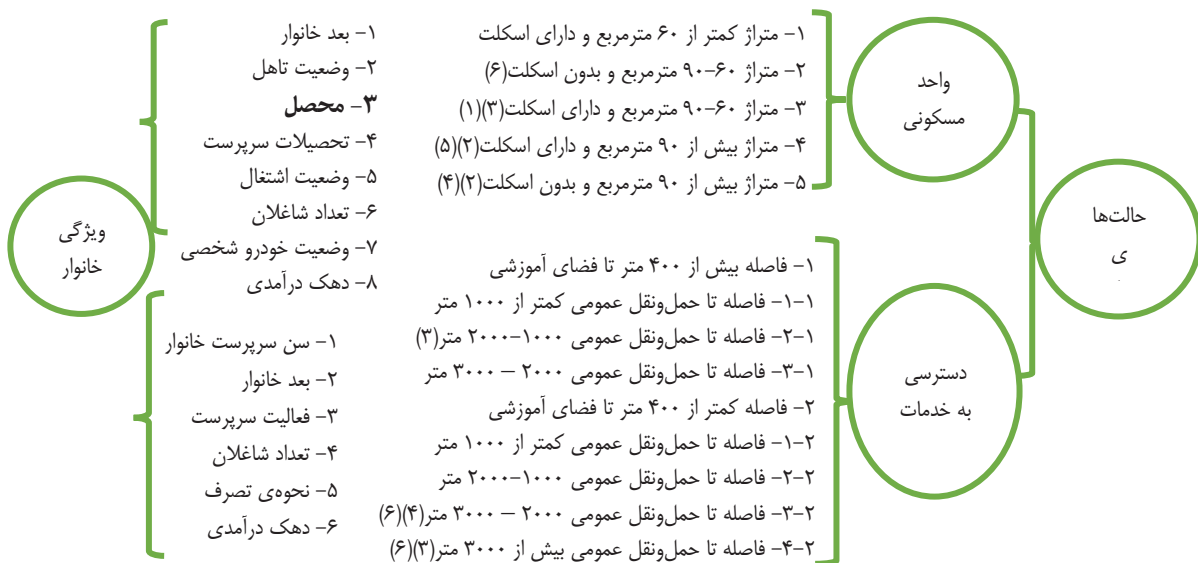 حالت‌ها
ی
واحد
مسکونی
۱- متراژ کمتر از ۶۰ مترمربع و دارای اسکلت
۲- متراژ ۶۰-۹۰ مترمربع و بدون اسکلت(۶)
۳- متراژ ۶۰-۹۰ مترمربع و دارای اسکلت(۳)(۱)
۴- متراژ بیش از ۹۰ مترمربع و دارای اسکلت(۲)(۵)
۵- متراژ بیش از ۹۰ مترمربع و بدون اسکلت(۲)(۴)
دسترسی
به خدمات
۱- فاصله بیش از ۴۰۰ متر تا فضای آموزشی
۱-۱- فاصله تا حمل‌ونقل عمومی کمتر از ۱۰۰۰ متر
۱-۲- فاصله تا حمل‌ونقل عمومی ۱۰۰۰-۲۰۰۰ متر(۳)
۱-۳- فاصله تا حمل‌ونقل عمومی ۲۰۰۰ – ۳۰۰۰ متر
۲- فاصله کمتر از ۴۰۰ متر تا فضای آموزشی
۲-۱- فاصله تا حمل‌ونقل عمومی کمتر از ۱۰۰۰ متر
۲-۲- فاصله تا حمل‌ونقل عمومی ۱۰۰۰-۲۰۰۰ متر
۲-۳- فاصله تا حمل‌ونقل عمومی ۲۰۰۰ – ۳۰۰۰ متر(۴)(۶)
۲-۴- فاصله تا حمل‌ونقل عمومی بیش از ۳۰۰۰ متر(۳)(۶)
۱- بعد خانوار
۲- وضعیت تاهل
۳- محصل
۴- تحصیلات سرپرست
۵- وضعیت اشتغال
۶- تعداد شاغلان
۷- وضعیت خودرو شخصی
۸- دهک درآمدی
۱- سن سرپرست خانوار
۲- بعد خانوار
۳- فعالیت سرپرست
۴- تعداد شاغلان
۵- نحوه‌ی تصرف
۶- دهک درآمدی
ویژگی
خانوار